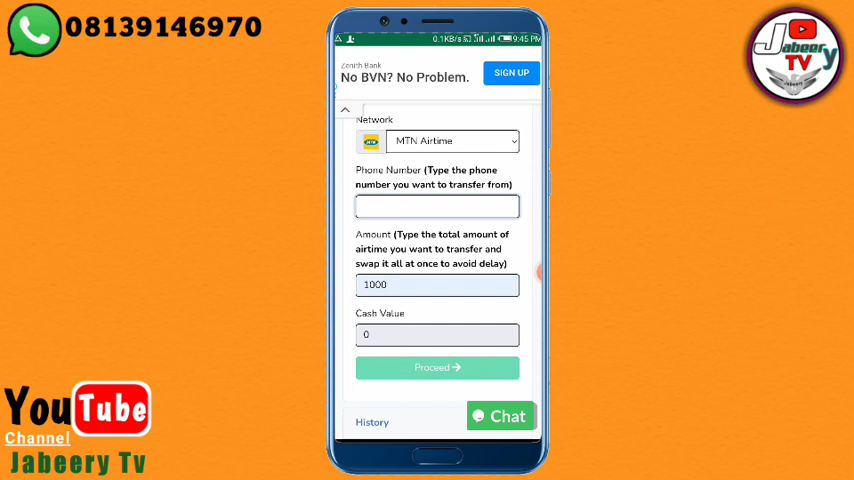 08139146970
0.1KB/s 9:45 PM
Zenith Bank
No BVN? No Problem.
SIGN UP
Network
MTN
MTN Airtime
Phone Number (Type the phone
number you want to transfer from)
Amount (Type the total amount of
airtime you want to transfer and
swap it all at once to avoid delay)
1000
Cash Value
0
Proceed →
Chat
History
Jabeery
TV
Jabeery TV
YouTube
Channel
Jabeery Tv